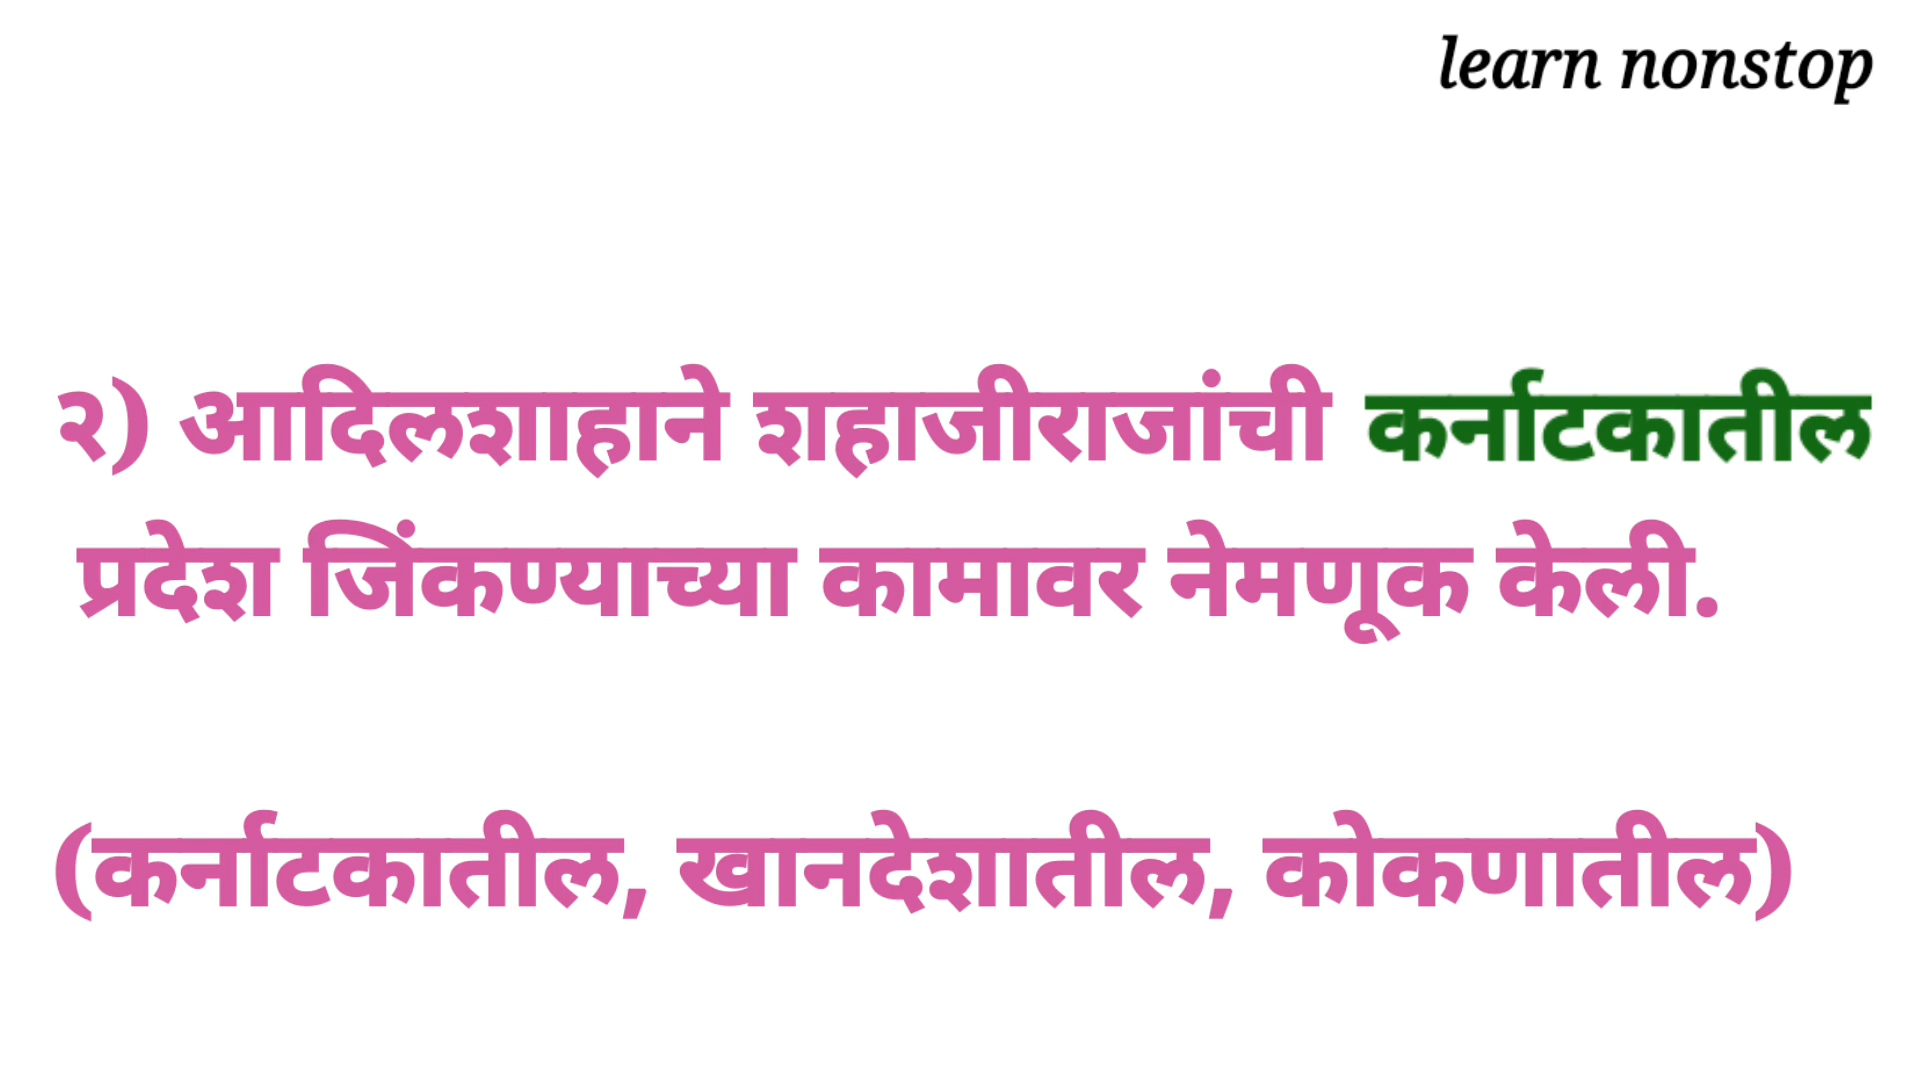 learn nonstop
२) आदिलशाहाने शहाजीराजांची कर्नाटकातील
प्रदेश जिंकण्याच्या कामावर नेमणूक केली.
(कर्नाटकातील, खानदेशातील, कोकणातील)